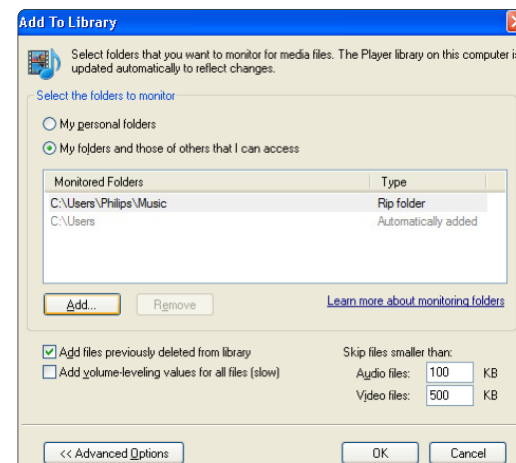 Add To Library
Select folders that you want to monitor for media files. The Player library on this computer is
updated automatically to reflect changes.
Select the folders to monitor
My personal folders
My folders and those of others that I can access
Monitored Folders Type
C:\Users\Philips\Music Rip folder
C:\Users Automatically added
Add... Remove Learn more about monitoring folders
Add files previously deleted from library Skip files smaller than:
Add volume-leveling values for all files (slow) Audio files: 100 KB
Video files: 500 KB
<< Advanced Options OK Cancel